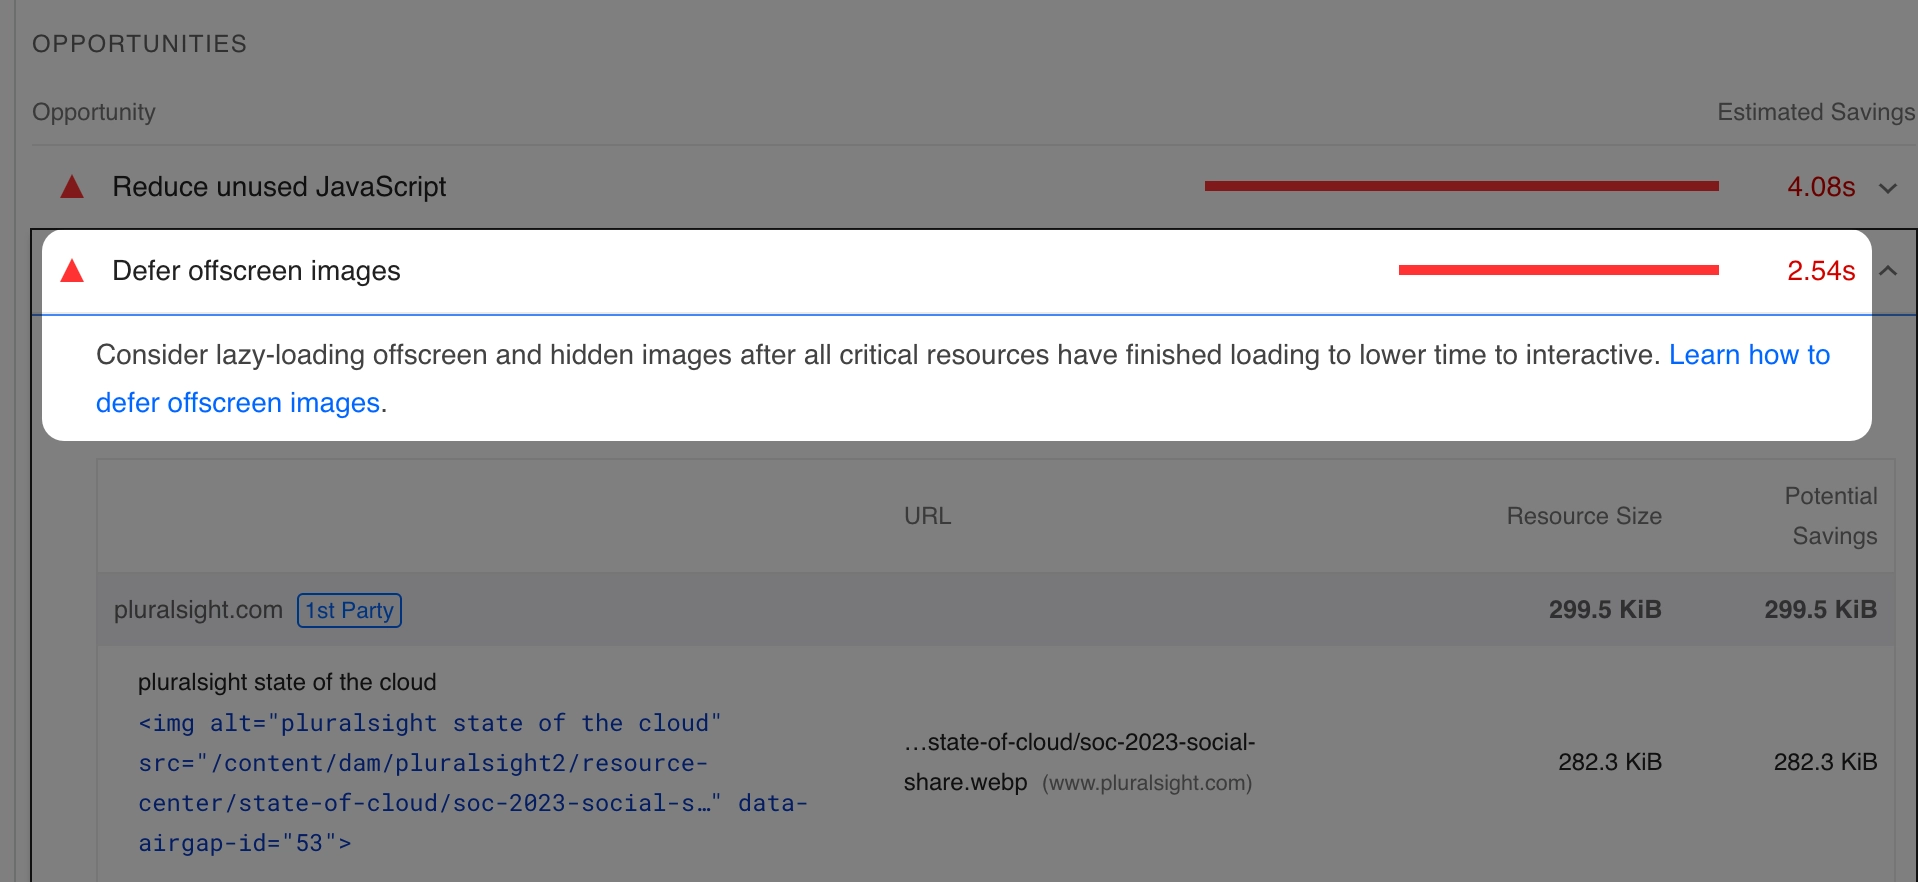 OPPORTUNITIES
Opportunity Estimated Savings
Reduce unused JavaScript 4.08s
Defer offscreen images 2.54s
Consider lazy-loading offscreen and hidden images after all critical resources have finished loading to lower time to interactive. Learn how to
defer offscreen images.
URL Resource Size Potential
Savings
pluralsight.com 1st Party 299.5 KiB 299.5 KiB
pluralsight state of the cloud
<img alt="pluralsight state of the cloud"
src="/content/dam/pluralsight2/resource-
center/state-of-cloud/soc-2023-social-s…" data-
airgap-id="53">
…state-of-cloud/soc-2023-social-
share.webp (www.pluralsight.com)
282.3 KiB 282.3 KiB